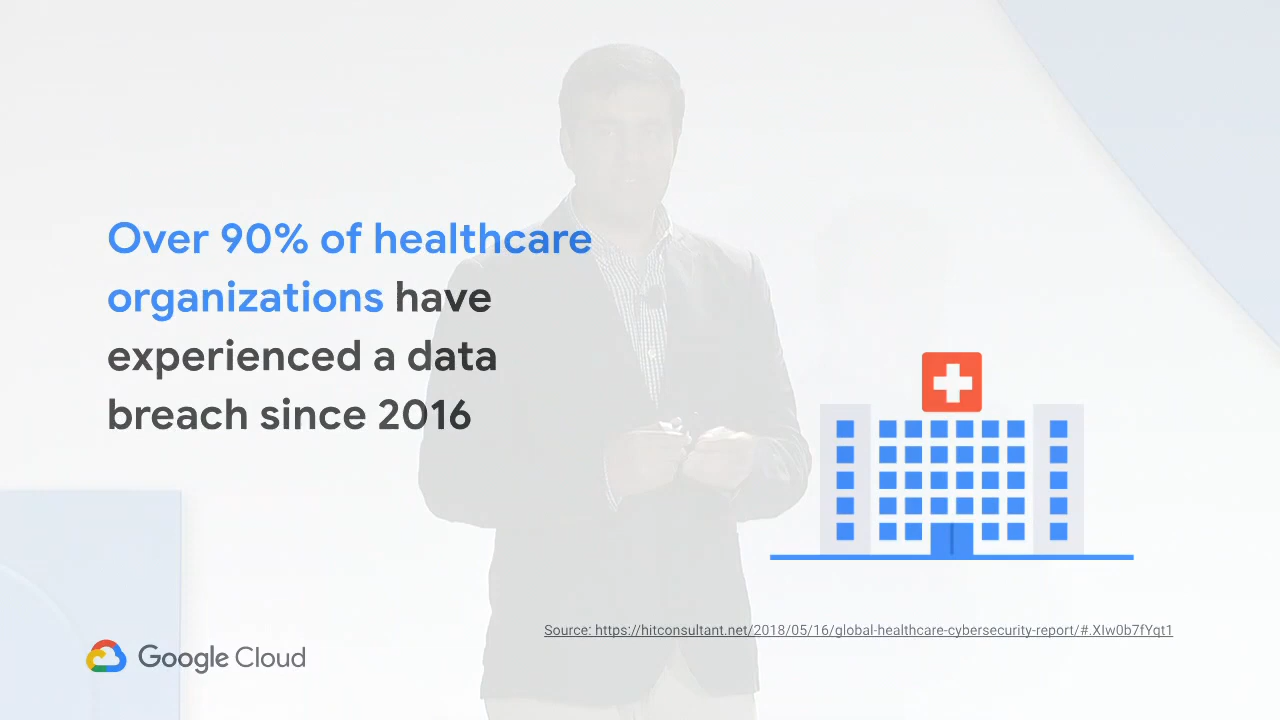 Over 90% of healthcare
organizations have
experienced a data
breach since 2016
Source: https://hitconsultant.net/2018/05/16/global-healthcare-cybersecurity-report/#.XIw0b7fYqt1
Google Cloud